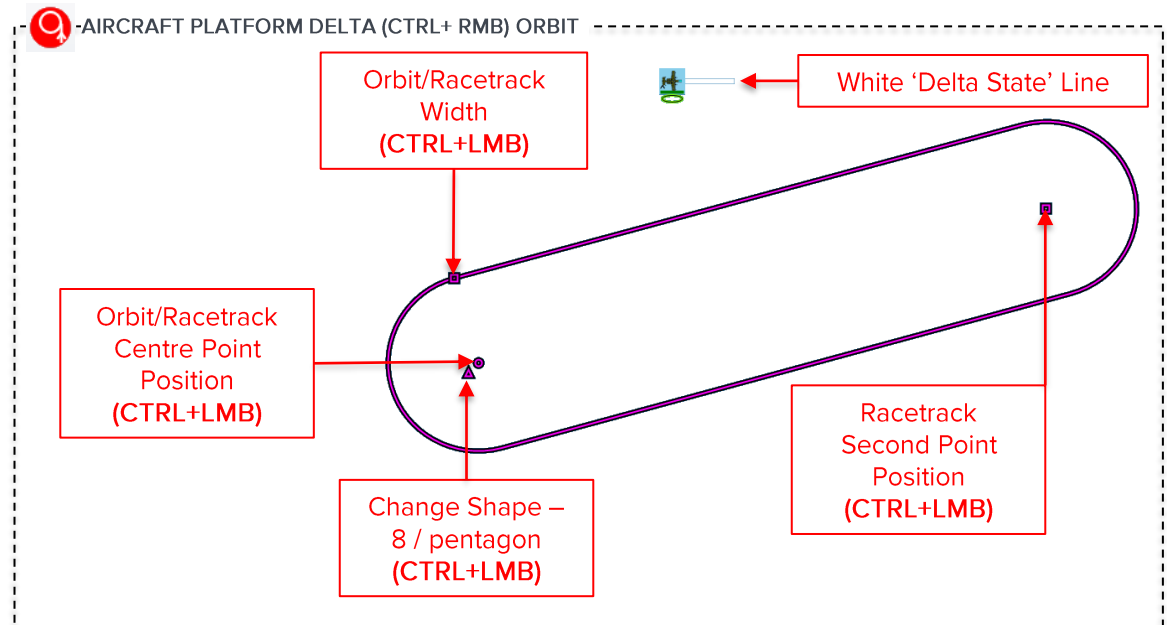 AIRCRAFT PLATFORM DELTA (CTRL+ RMB) ORBIT
Orbit/Racetrack
Width
(CTRL+LMB)
White ‘Delta State’ Line
Orbit/Racetrack
Centre Point
Position
(CTRL+LMB)
Racetrack
Second Point
Position
(CTRL+LMB)
Change Shape –
8 / pentagon
(CTRL+LMB)